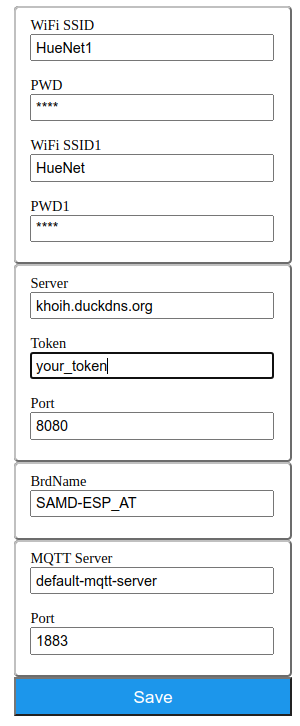 WiFi SSID
HueNet1
PWD
****
WiFi SSID1
HueNet
PWD1
****
Server
khoih.duckdns.org
Token
your_token
Port
8080
BrdName
SAMD-ESP_AT
MQTT Server
default-mqtt-server
Port
1883
Save